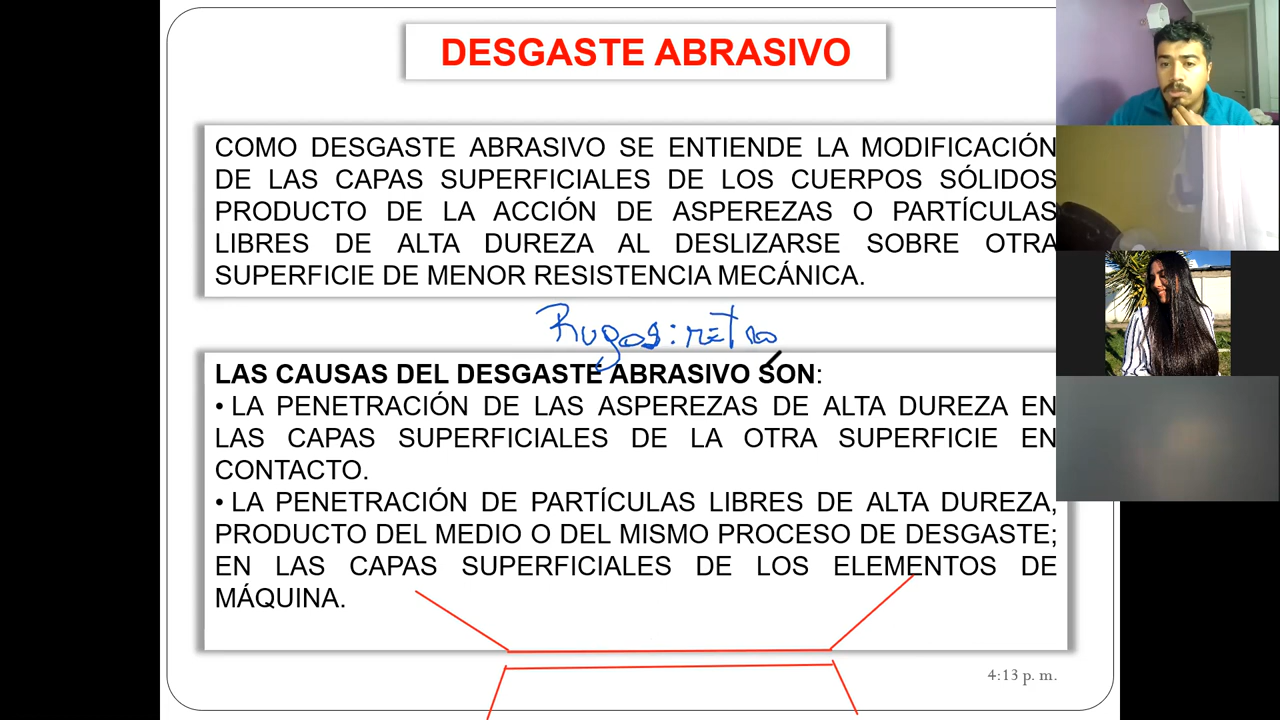 DESGASTE ABRASIVO
COMO DESGASTE ABRASIVO SE ENTIENDE LA MODIFICACIÓN
DE LAS CAPAS SUPERFICIALES DE LOS CUERPOS SÓLIDOS
PRODUCTO DE LA ACCIÓN DE ASPEREZAS O PARTÍCULAS
LIBRES DE ALTA DUREZA AL DESLIZARSE SOBRE OTRA
SUPERFICIE DE MENOR RESISTENCIA MECÁNICA.
LAS CAUSAS DEL DESGASTE ABRASIVO SON:
• LA PENETRACIÓN DE LAS ASPEREZAS DE ALTA DUREZA EN
LAS CAPAS SUPERFICIALES DE LA OTRA SUPERFICIE EN
CONTACTO.
• LA PENETRACIÓN DE PARTÍCULAS LIBRES DE ALTA DUREZA,
PRODUCTO DEL MEDIO O DEL MISMO PROCESO DE DESGASTE;
EN LAS CAPAS SUPERFICIALES DE LOS ELEMENTOS DE
MÁQUINA.
4:13 p. m.